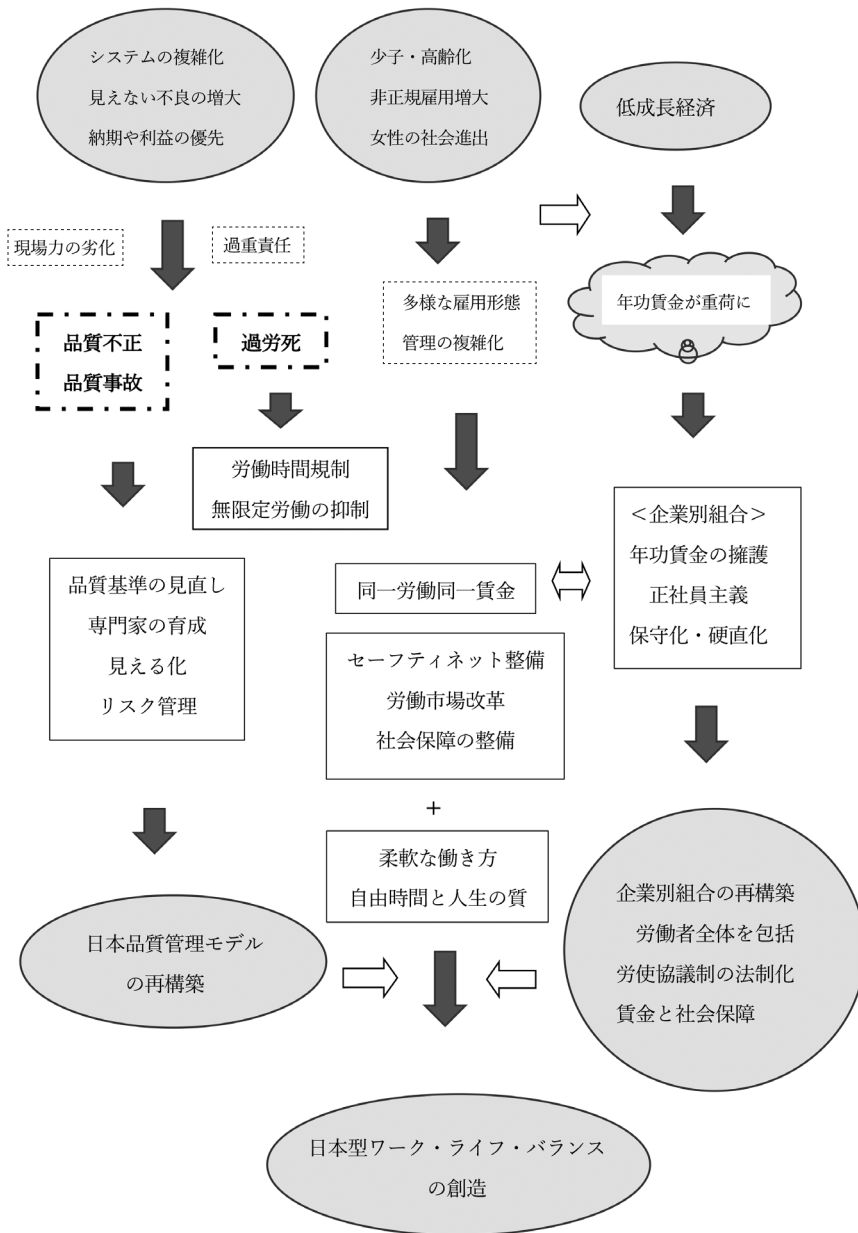 システムの複雑化
見えない不良の増大
納期や利益の優先
少子・高齢化
非正規雇用増大
女性の社会進出
低成長経済
現場力の劣化
過重責任
品質不正
品質事故
過労死
多様な雇用形態
管理の複雑化
年功賃金が重荷に
労働時間規制
無限定労働の抑制
品質基準の見直し
専門家の育成
見える化
リスク管理
同一労働同一賃金
＜企業別組合＞
年功賃金の擁護
正社員主義
保守化・硬直化
セーフティネット整備
労働市場改革
社会保障の整備
+
柔軟な働き方
自由時間と人生の質
日本品質管理モデル
の再構築
企業別組合の再構築
労働者全体を包括
労使協議制の法制化
賃金と社会保障
日本型ワーク・ライフ・バランス
の創造